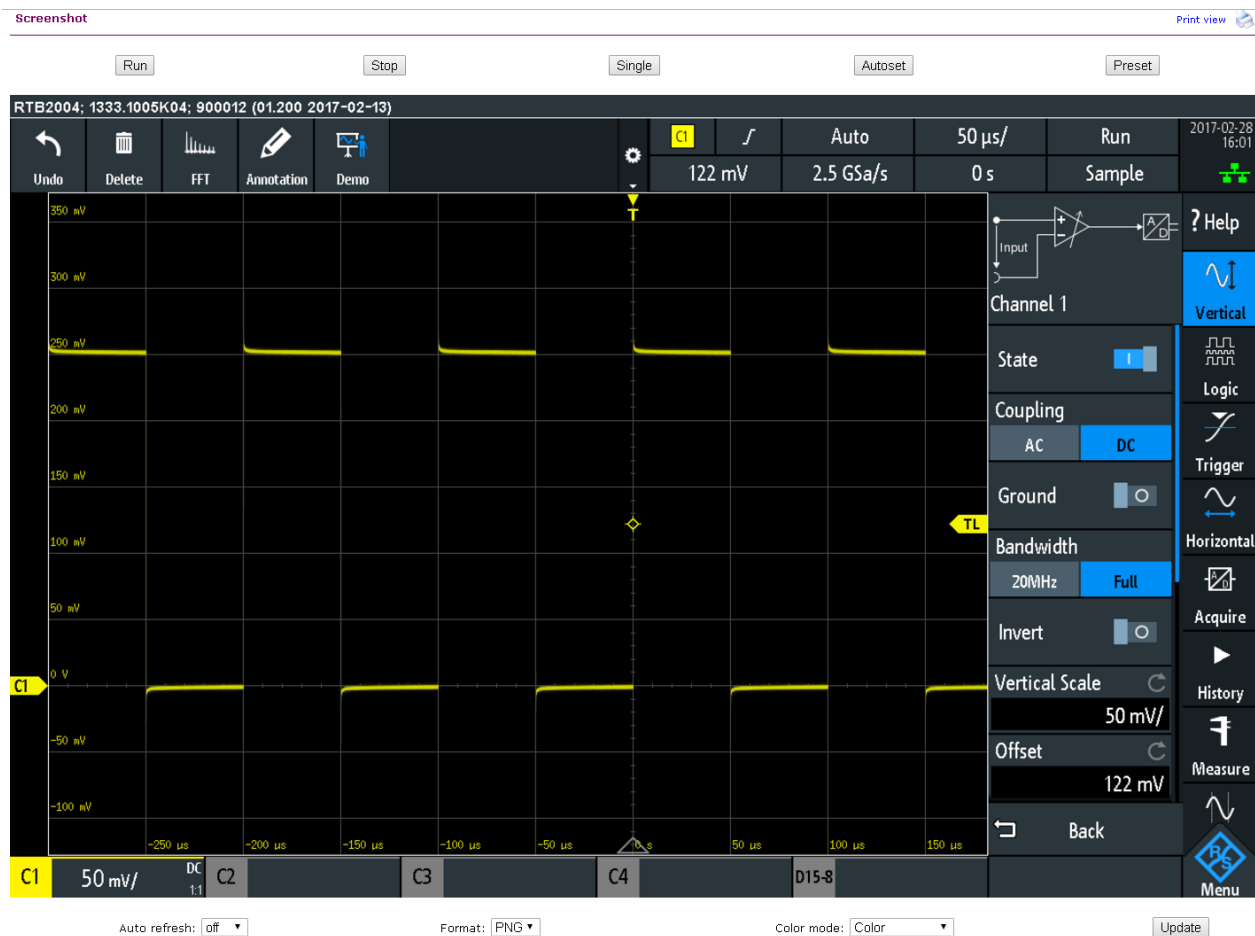 Screenshot
Print view
Run Stop Single Autoset Preset
RTB2004; 1333.1005K04; 900012 (01.200 2017-02-13)
Undo Delete FFT Annotation Demo
C1 Auto 50 µs/ Run
122 mV 2.5 GSa/s 0 s Sample
2017-02-28
16:01
350 mV
300 mV
250 mV
200 mV
150 mV
100 mV
50 mV
0 V
-50 mV
-100 mV
T
TL
C1
-250 µs -200 µs -150 µs -100 µs -50 µs 0 s 50 µs 100 µs 150 µs
Input
A
D
Channel 1
State
Coupling
AC DC
Ground
Bandwidth
20MHz Full
Invert
Vertical Scale
50 mV/
Offset
122 mV
Back
? Help
Vertical
Logic
Trigger
Horizontal
A
D
Acquire
History
Measure
R&S
Menu
C1 50 mV/ DC
1:1
C2 C3 C4 D15-8
Auto refresh: off Format: PNG Color mode: Color Update